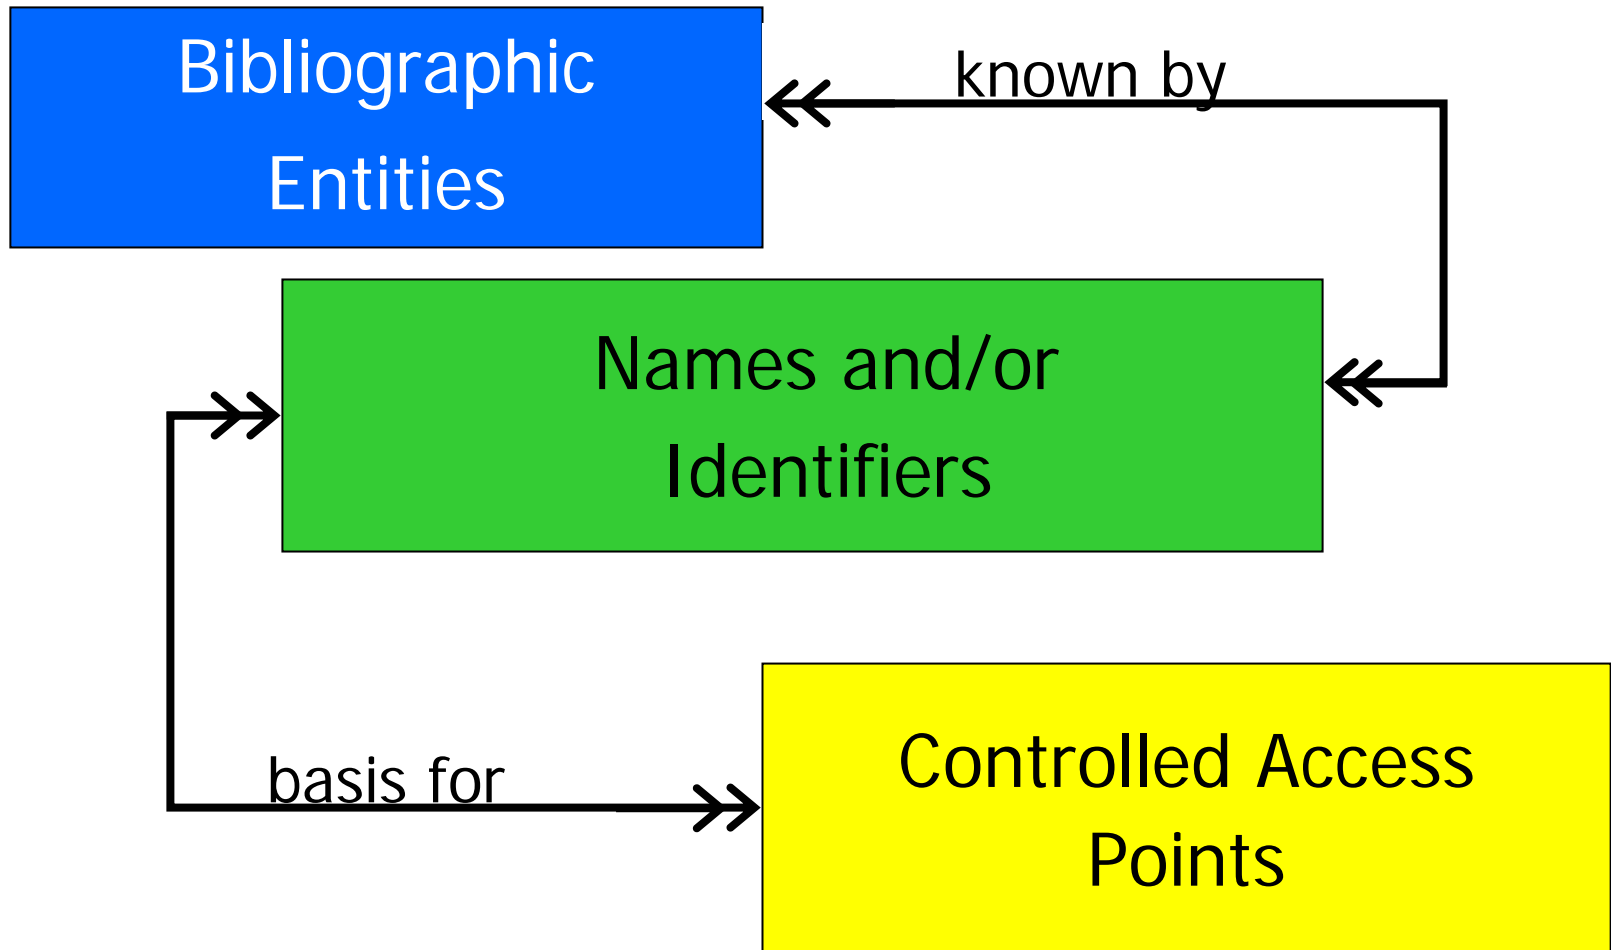 Bibliographic
Entities
known by
Names and/or
Identifiers
basis for
Controlled Access
Points